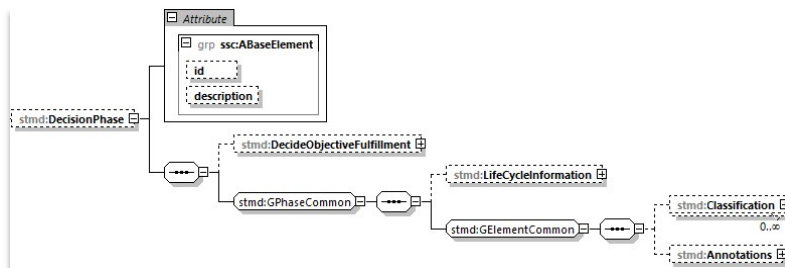 Attribute
grp ssc:ABaseElement
id
description
stmd:DecisionPhase
stmd:DecideObjectiveFulfillment
stmd:LifeCycleInformation
stmd:GPhaseCommon
stmd:Classification
0..∞
stmd:GElementCommon
stmd:Annotations